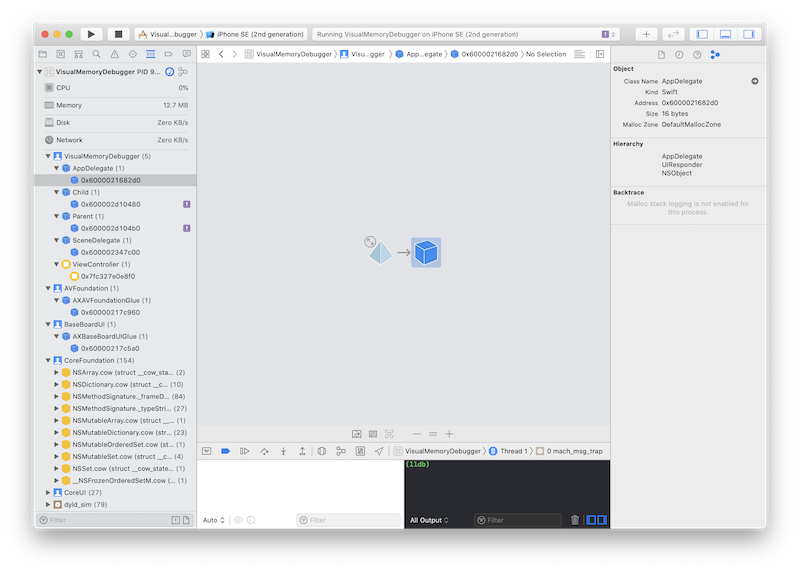 Visual...bugger 〉 iPhone SE (2nd generation)
Running VisualMemoryDebugger on iPhone SE (2nd generation)
2
VisualMemoryDebugger 〉 Visu...gger 〉 App...egate 〉 0x6000021682d0 〉 No Selection
VisualMemoryDebugger PID 9...
CPU 0%
Memory 12.7 MB
Disk Zero KB/s
Network Zero KB/s
VisualMemoryDebugger (5)
AppDelegate (1)
0x6000021682d0
Child (1)
0x600002d10480
Parent (1)
0x600002d104b0
SceneDelegate (1)
0x600002347c00
ViewController (1)
0x7fc327e0e8f0
AVFoundation (1)
AXAVFoundationGlue (1)
0x60000217c960
BaseBoardUI (1)
AXBaseBoardUIGlue (1)
0x60000217c5a0
CoreFoundation (154)
NSArray.cow (struct __cow_sta... (2)
NSDictionary.cow (struct __c... (10)
NSMethodSignature._frameD... (84)
NSMethodSignature._typeStri... (27)
NSMutableArray.cow (struct __... (1)
NSMutableDictionary.cow (str... (23)
NSMutableOrderedSet.cow (st... (1)
NSMutableSet.cow (struct __c... (4)
NSSet.cow (struct __cow_state... (1)
__NSFrozenOrderedSetM.cow (... (1)
CoreUI (27)
dyld_sim (79)
Filter
VisualMemoryDebugger 〉 Thread 1 〉 0 mach_msg_trap
(lldb)
Auto
Filter
All Output
Filter
Object
Class Name AppDelegate
Kind Swift
Address 0x6000021682d0
Size 16 bytes
Malloc Zone DefaultMallocZone
Hierarchy
AppDelegate
UIResponder
NSObject
Backtrace
Malloc stack logging is not enabled for
this process.